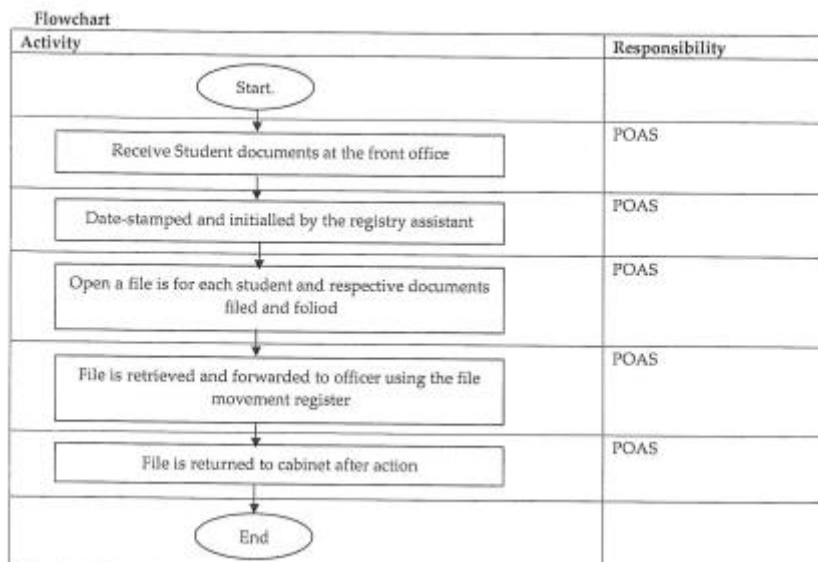 Flowchart
Activity
Responsibility
Start.
Receive Student documents at the front office
POAS
Date-stamped and initialled by the registry assistant
POAS
Open a file is for each student and respective documents
filed and foliod
POAS
File is retrieved and forwarded to officer using the file
movement register
POAS
File is returned to cabinet after action
POAS
End